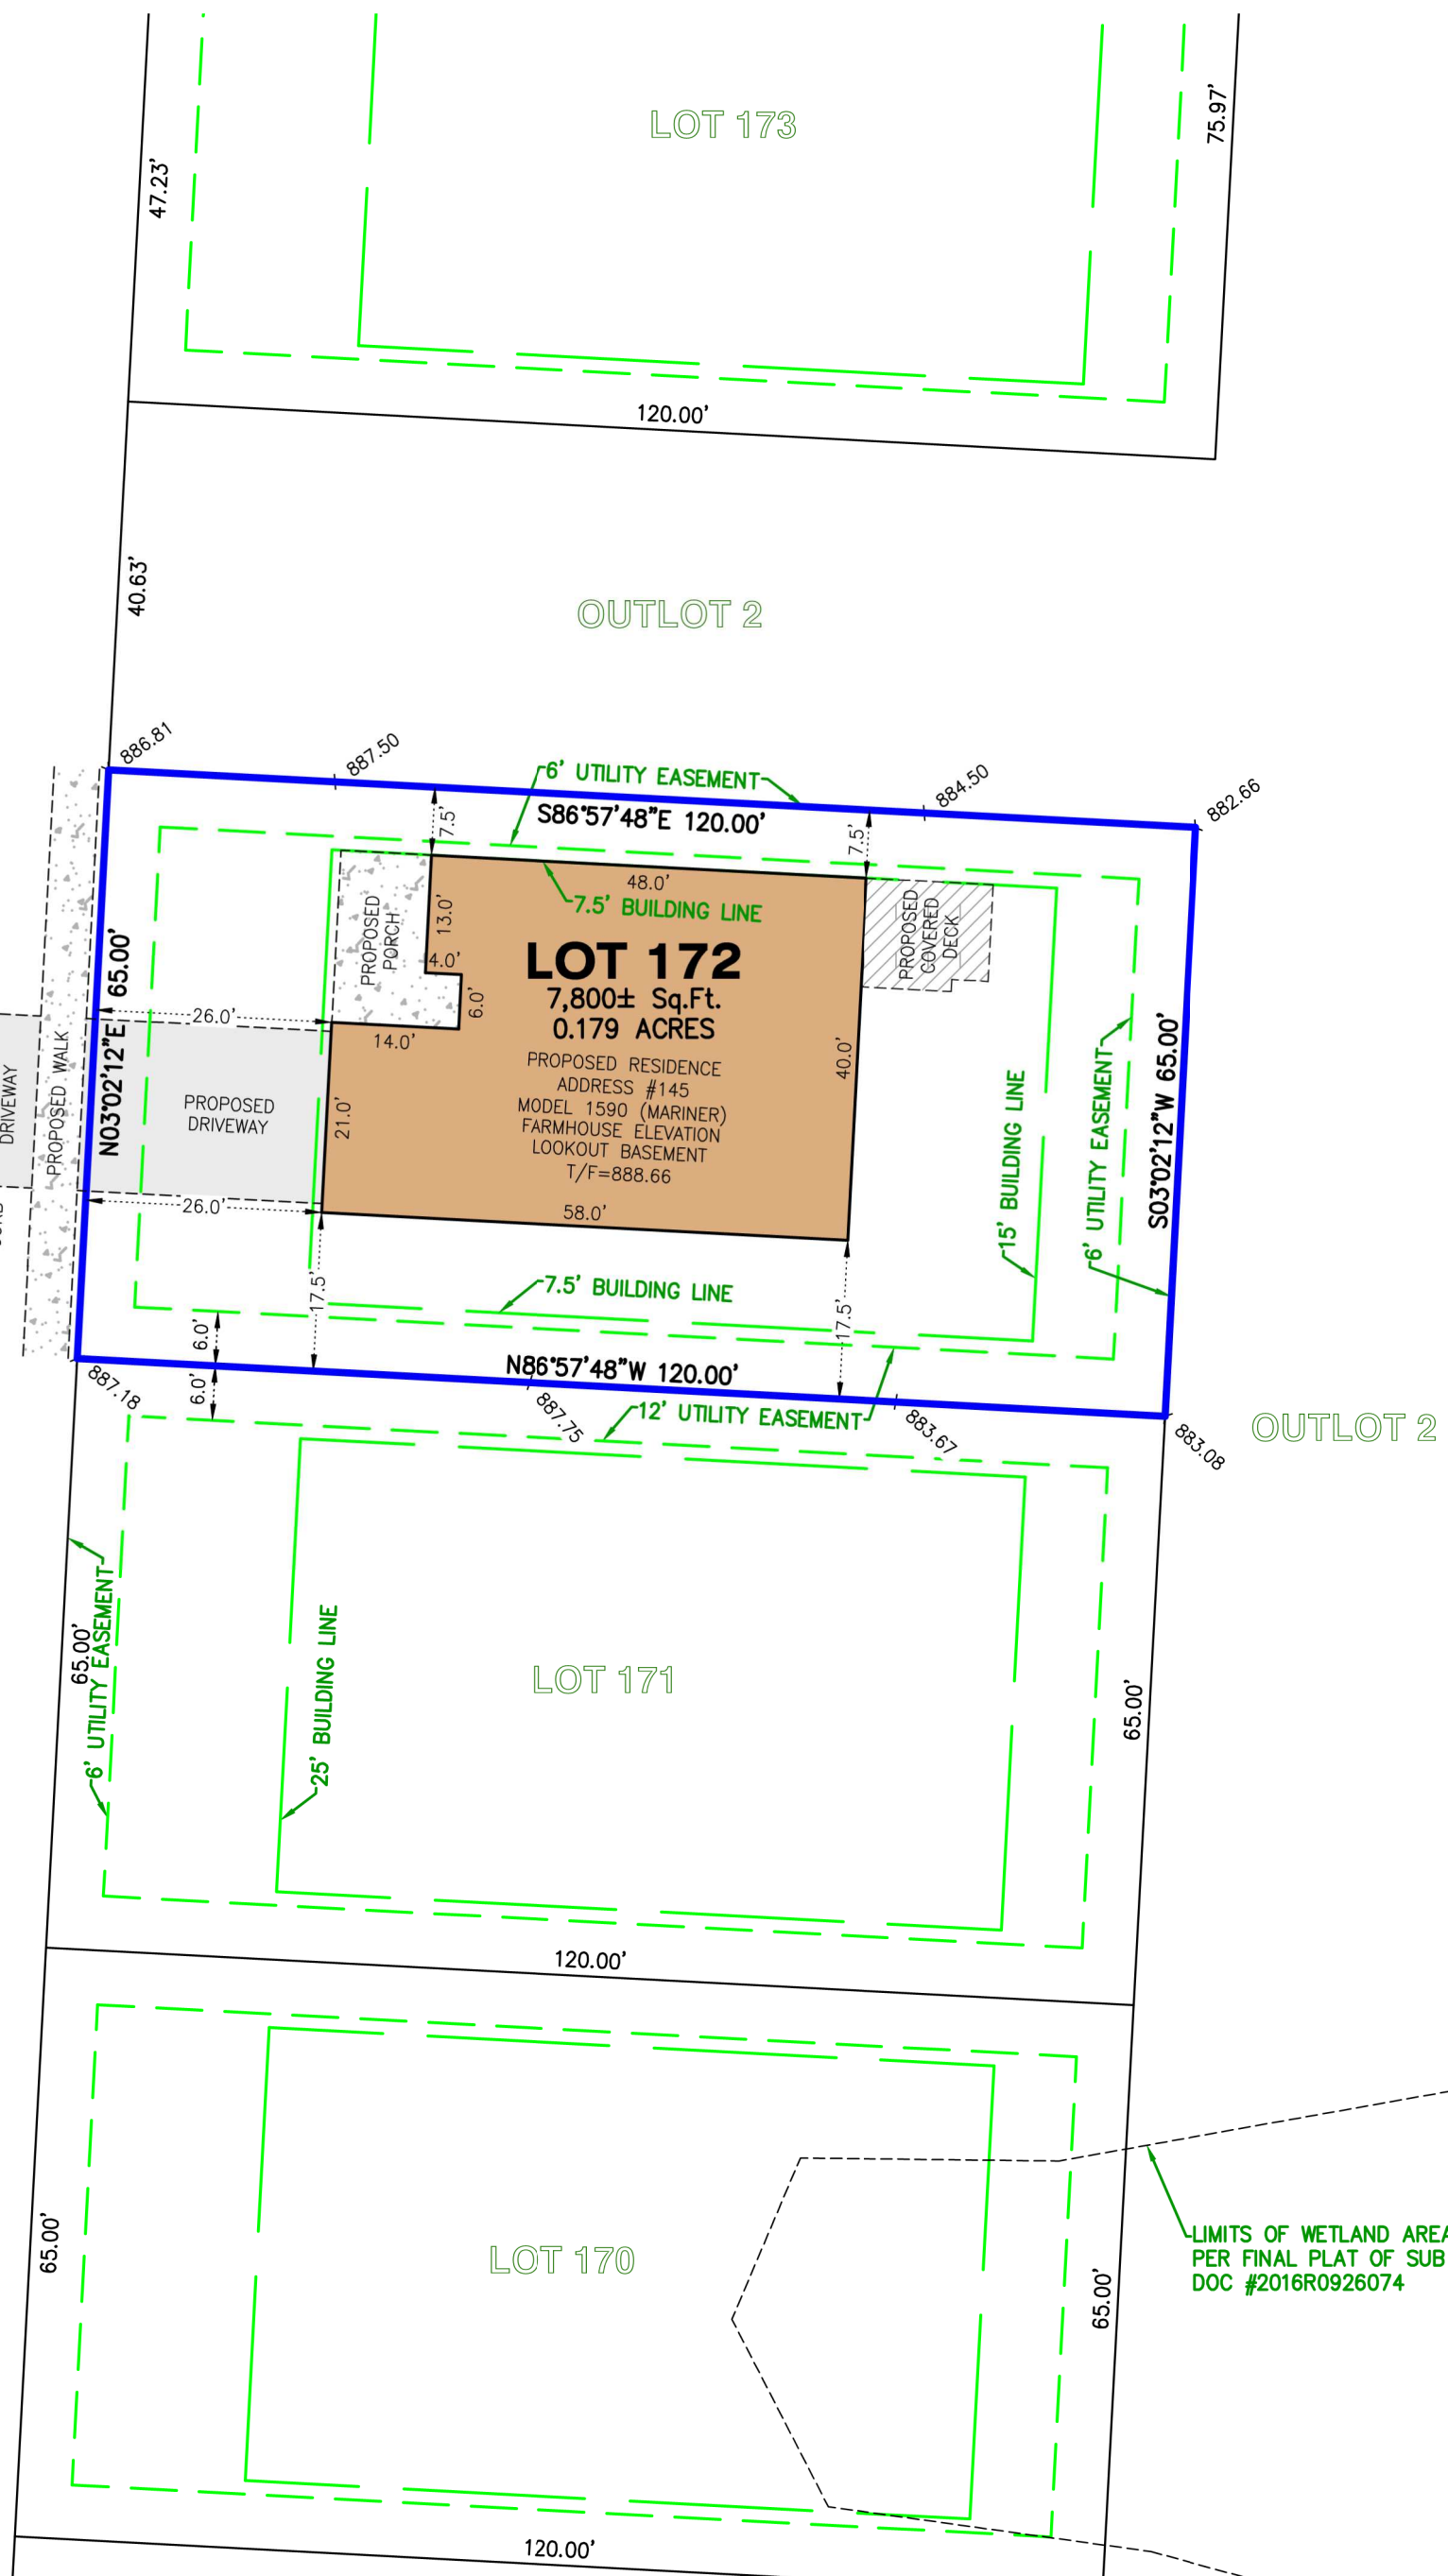 LOT 173
47.23'
75.97'
120.00'
40.63'
OUTLOT 2
886.81
887.50
884.50
882.66
6' UTILITY EASEMENT
S86°57'48"E 120.00'
7.5'
7.5'
48.0'
7.5' BUILDING LINE
PROPOSED
PORCH
13.0'
4.0'
6.0'
14.0'
PROPOSED
COVERED
DECK
LOT 172
7,800± Sq.Ft.
0.179 ACRES
PROPOSED RESIDENCE
ADDRESS #145
MODEL 1590 (MARINER)
FARMHOUSE ELEVATION
LOOKOUT BASEMENT
T/F=888.66
40.0'
21.0'
58.0'
N03°02'12"E 65.00'
26.0'
PROPOSED
DRIVEWAY
26.0'
PROPOSED WALK
DRIVEWAY
15' BUILDING LINE
6' UTILITY EASEMENT
S03°02'12"W 65.00'
7.5' BUILDING LINE
17.5'
17.5'
6.0'
6.0'
N86°57'48"W 120.00'
887.18
887.75
12' UTILITY EASEMENT
883.67
883.08
OUTLOT 2
65.00'
6' UTILITY EASEMENT
25' BUILDING LINE
LOT 171
65.00'
120.00'
65.00'
LOT 170
65.00'
LIMITS OF WETLAND AREA
PER FINAL PLAT OF SUB
DOC #2016R0926074
120.00'